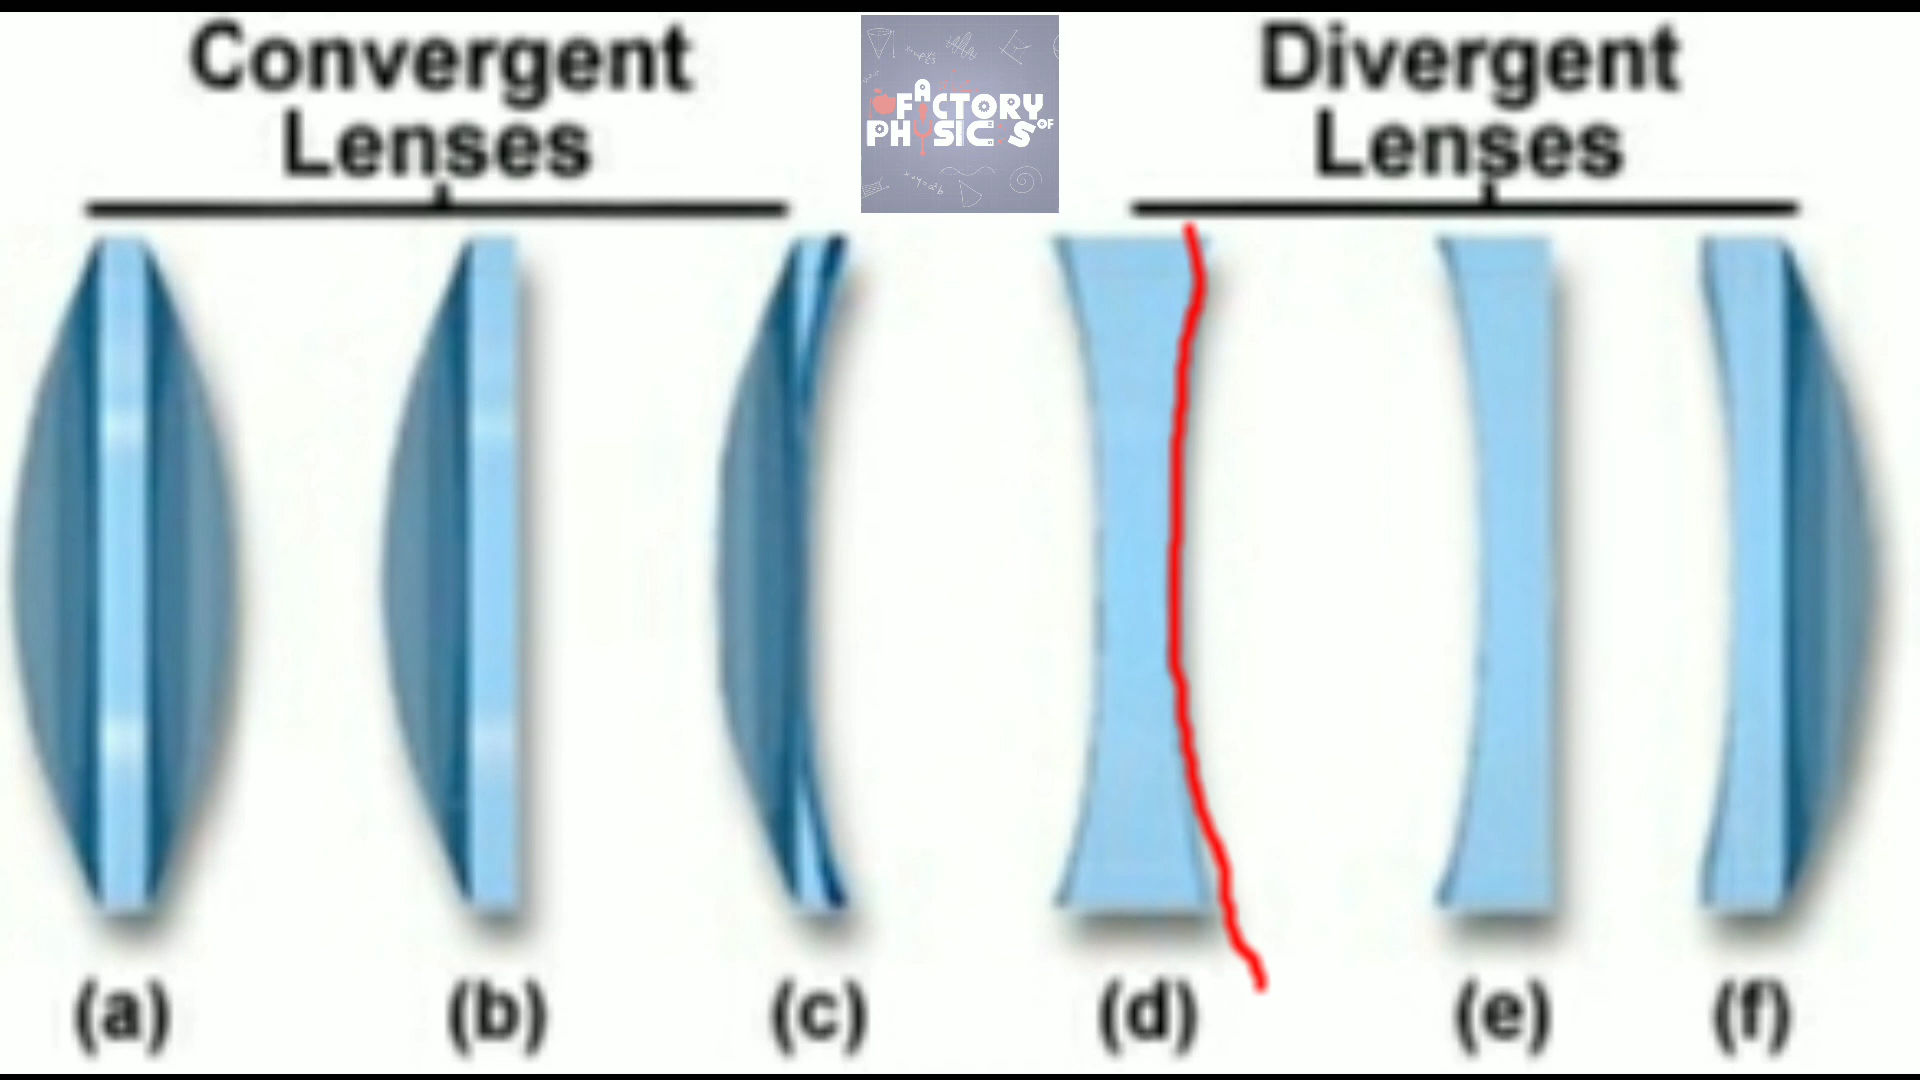 Convergent
Lenses
FACTORY
OF
PHYSICS
Divergent
Lenses
(a)
(b)
(c)
(d)
(e)
(f)